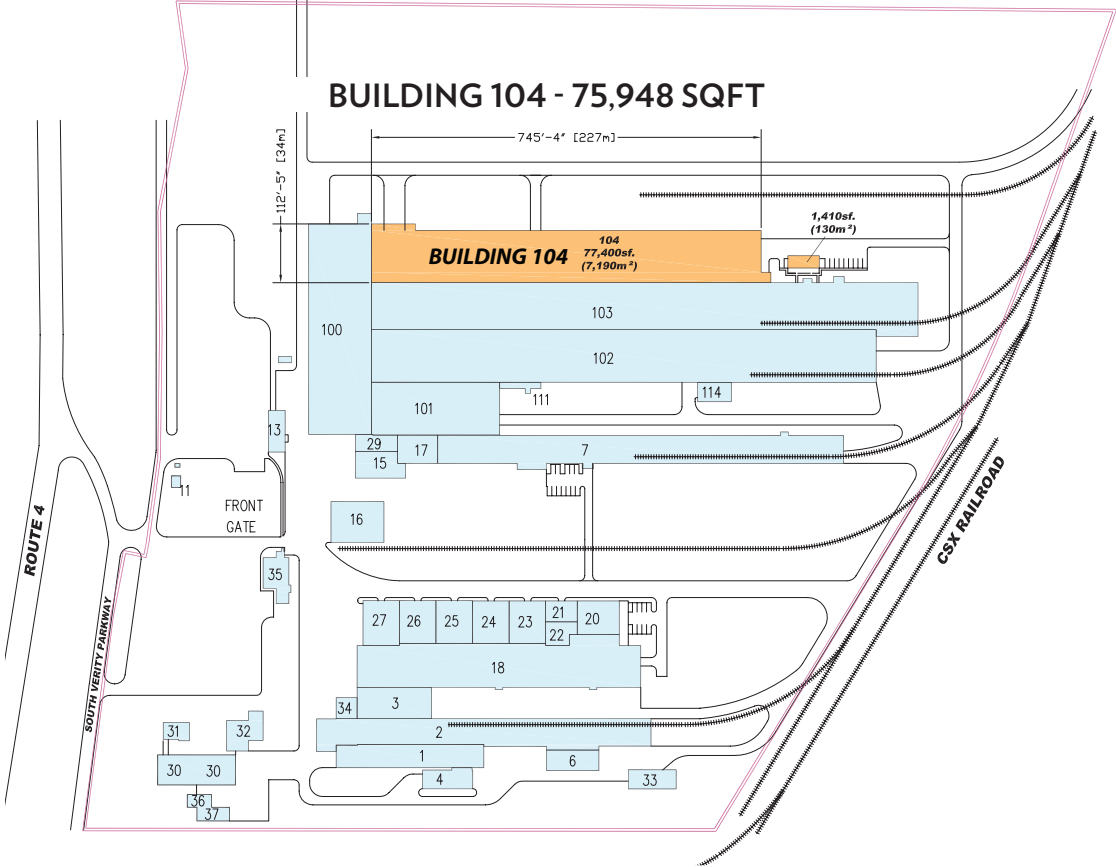 BUILDING 104 - 75,948 SQFT
745'-4" [227m]
112'-5" [34m]
1,410sf.
(130m²)
BUILDING 104
104
77,400sf.
(7,190m²)
100
103
102
101
111
114
13
29
17
7
15
11
FRONT
GATE
16
ROUTE 4
CSX RAILROAD
35
27
26
25
24
23
21
20
22
18
SOUTH VERITY PARKWAY
34
3
31
32
2
1
6
30
30
4
33
36
37